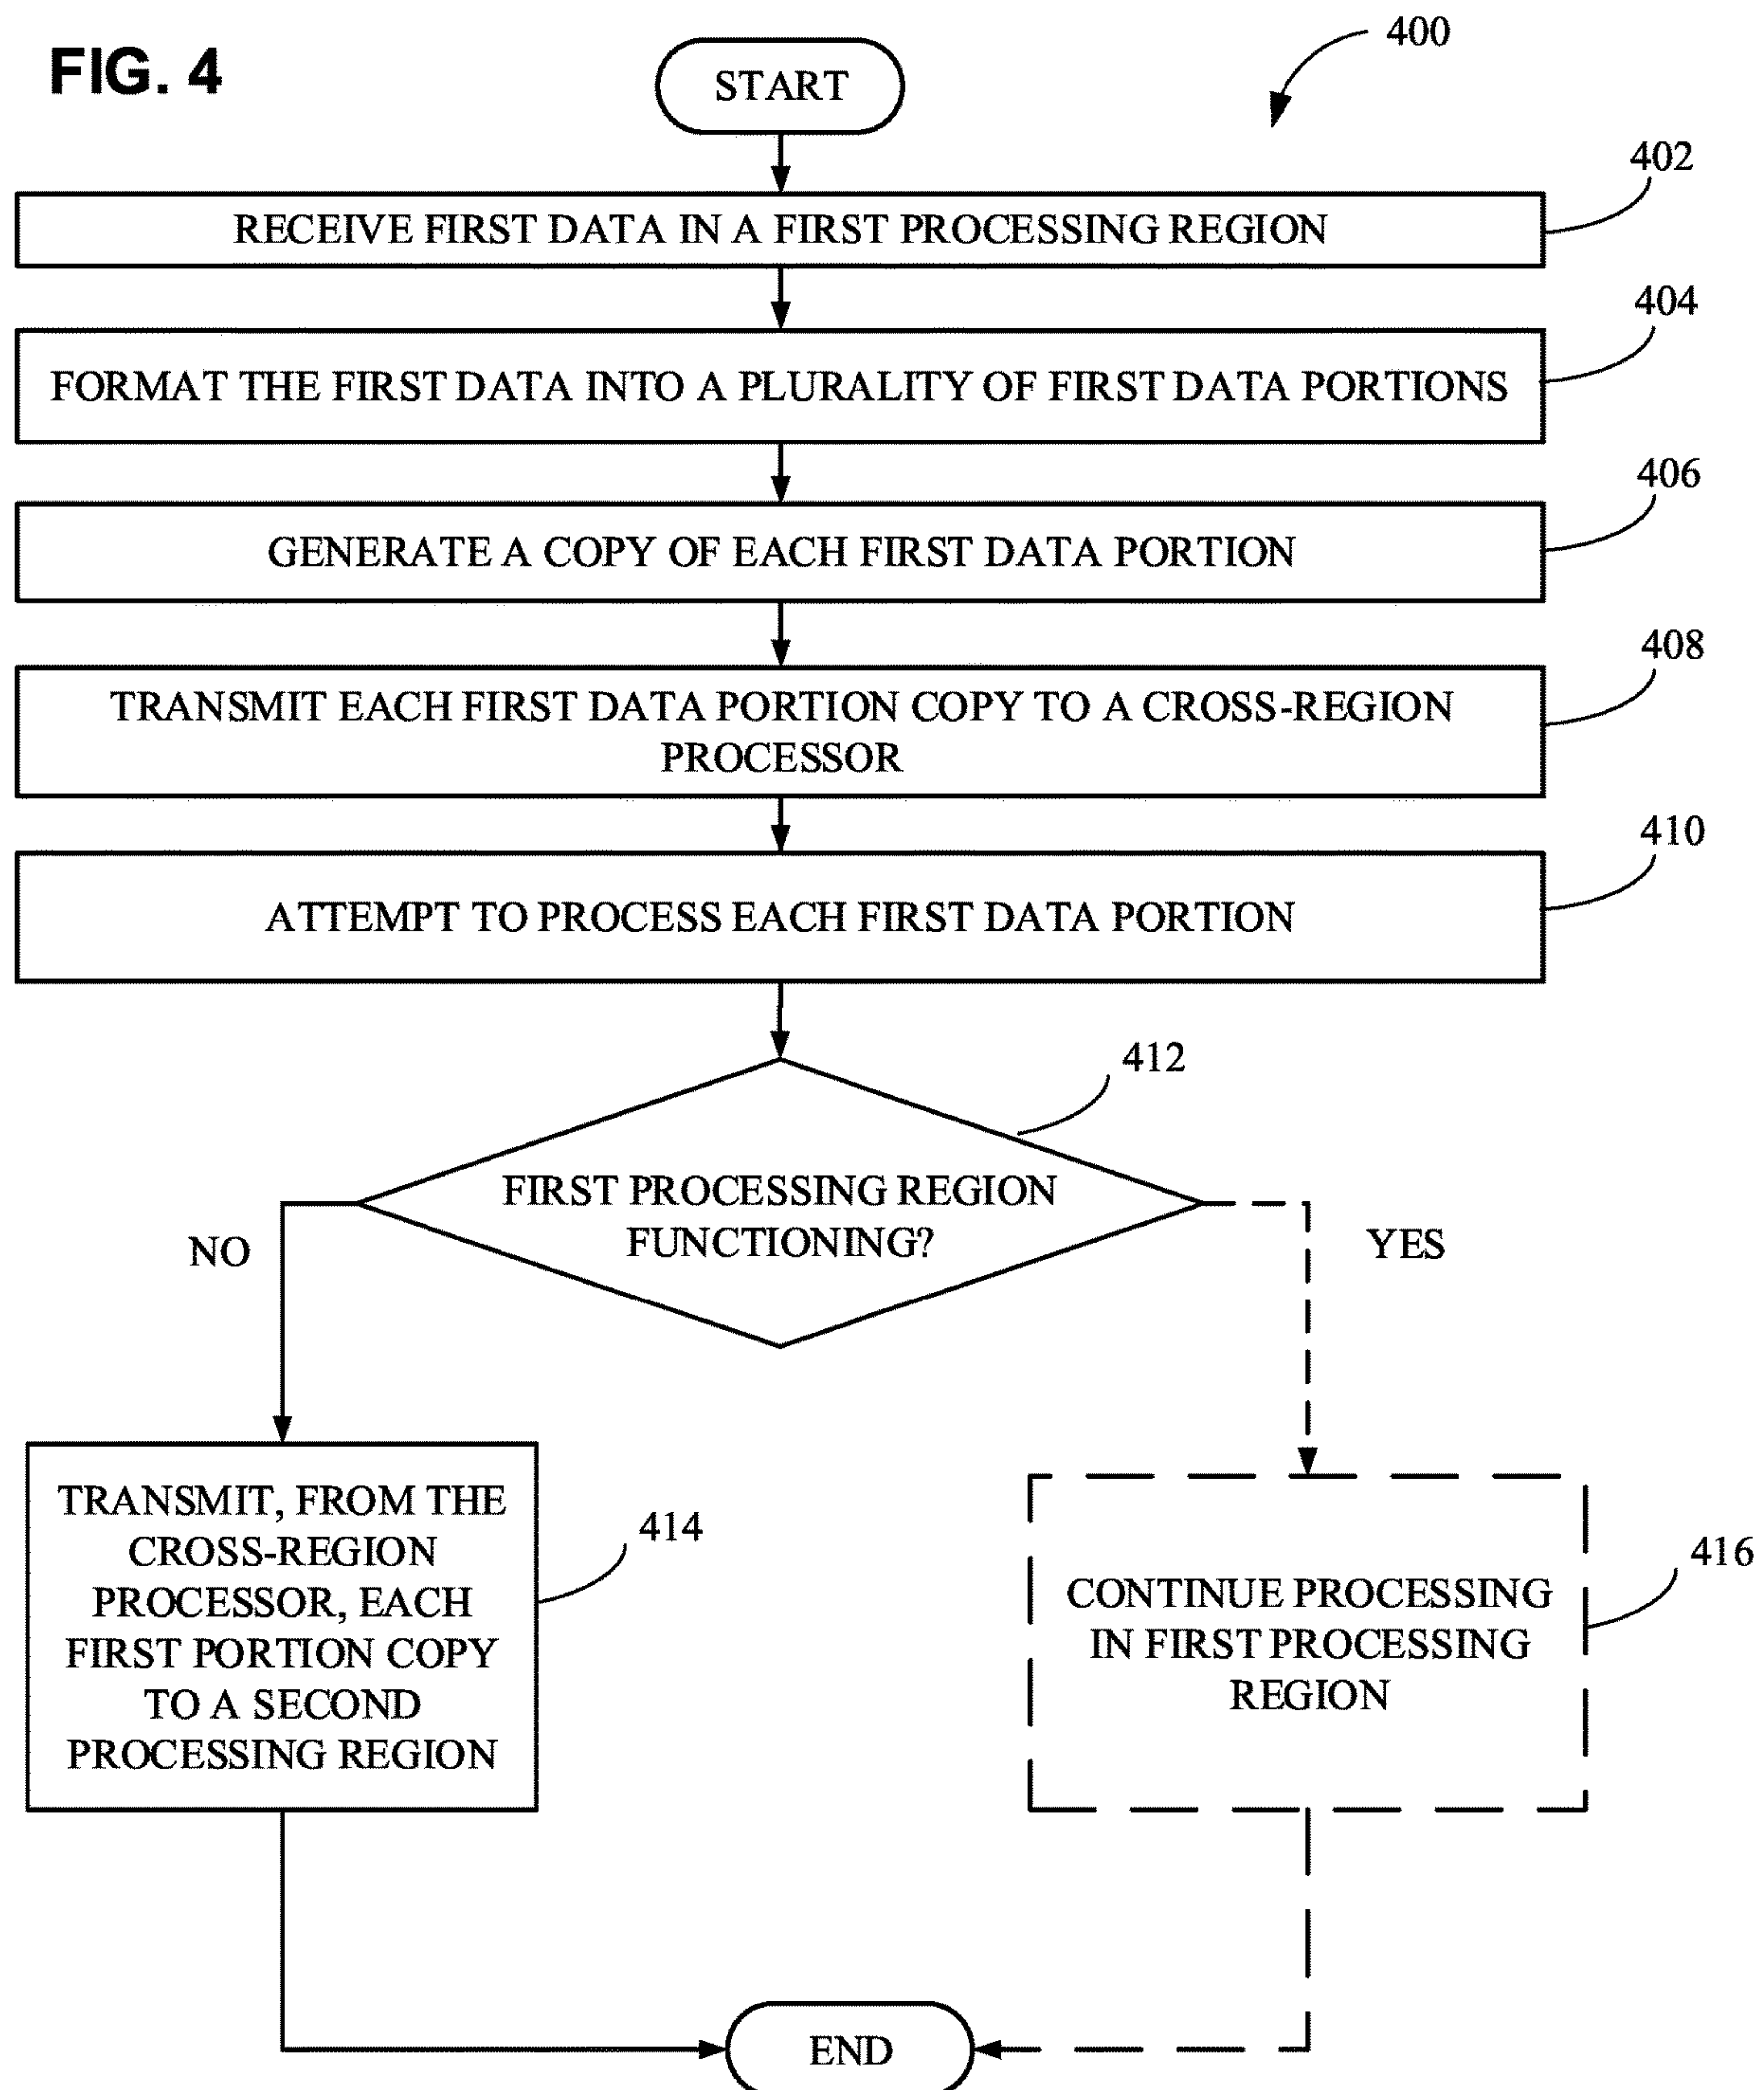 FIG. 4
400
START
402
RECEIVE FIRST DATA IN A FIRST PROCESSING REGION
404
FORMAT THE FIRST DATA INTO A PLURALITY OF FIRST DATA PORTIONS
406
GENERATE A COPY OF EACH FIRST DATA PORTION
408
TRANSMIT EACH FIRST DATA PORTION COPY TO A CROSS-REGION
PROCESSOR
410
ATTEMPT TO PROCESS EACH FIRST DATA PORTION
412
FIRST PROCESSING REGION
FUNCTIONING?
NO
YES
TRANSMIT, FROM THE
CROSS-REGION
PROCESSOR, EACH
FIRST PORTION COPY
TO A SECOND
PROCESSING REGION
414
CONTINUE PROCESSING
IN FIRST PROCESSING
REGION
416
END